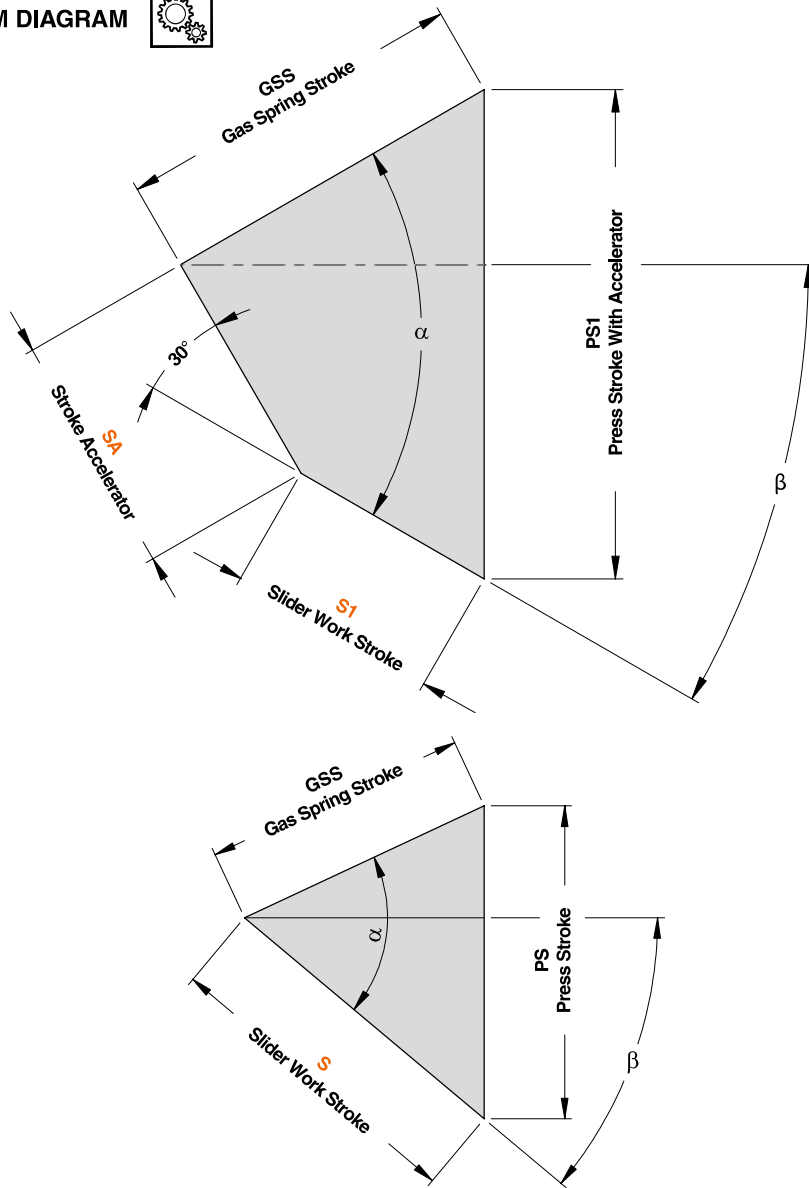 M DIAGRAM
GSS
Gas Spring Stroke
α
30°
SA
Stroke Accelerator
PS1
Press Stroke With Accelerator
β
S1
Slider Work Stroke
GSS
Gas Spring Stroke
α
PS
Press Stroke
β
S
Slider Work Stroke